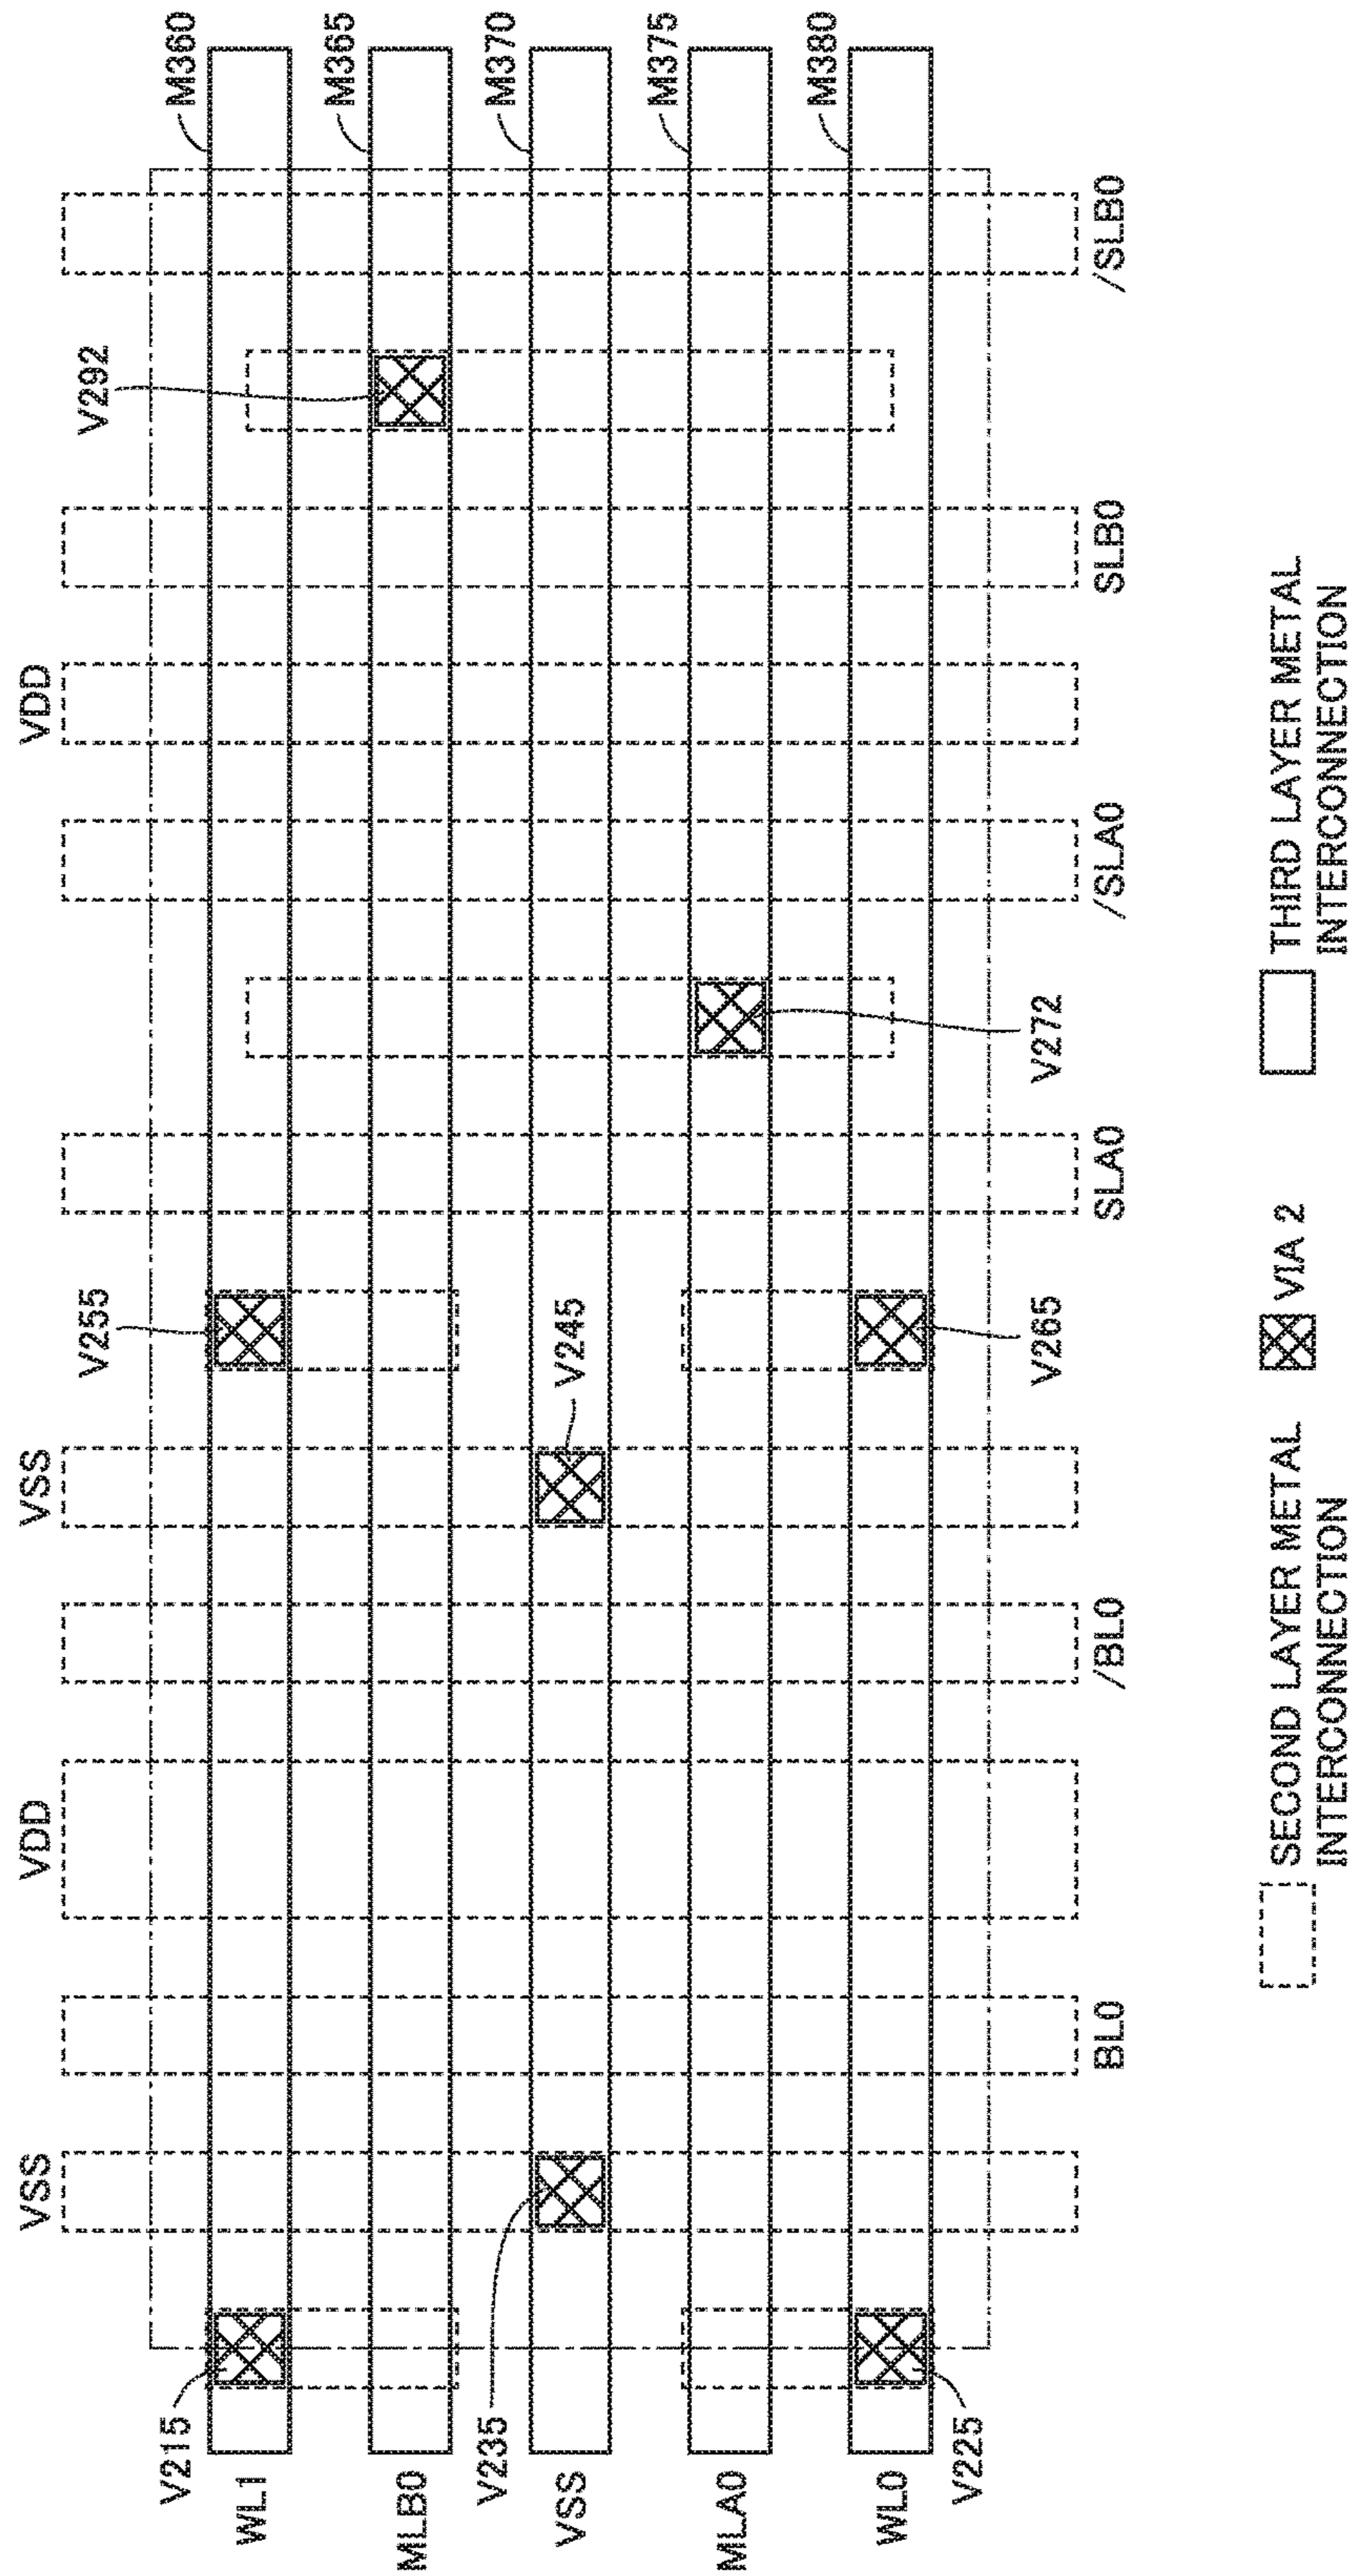 VSS
VDD
VSS
VDD
V215
WL1
MLB0
V235
VSS
MLA0
WL0
V225
V255
V245
V265
V272
V292
M360
M365
M370
M375
M380
BL0
/BL0
SLA0
/SLA0
SLB0
/SLB0
SECOND LAYER METAL
INTERCONNECTION
VIA 2
THIRD LAYER METAL
INTERCONNECTION